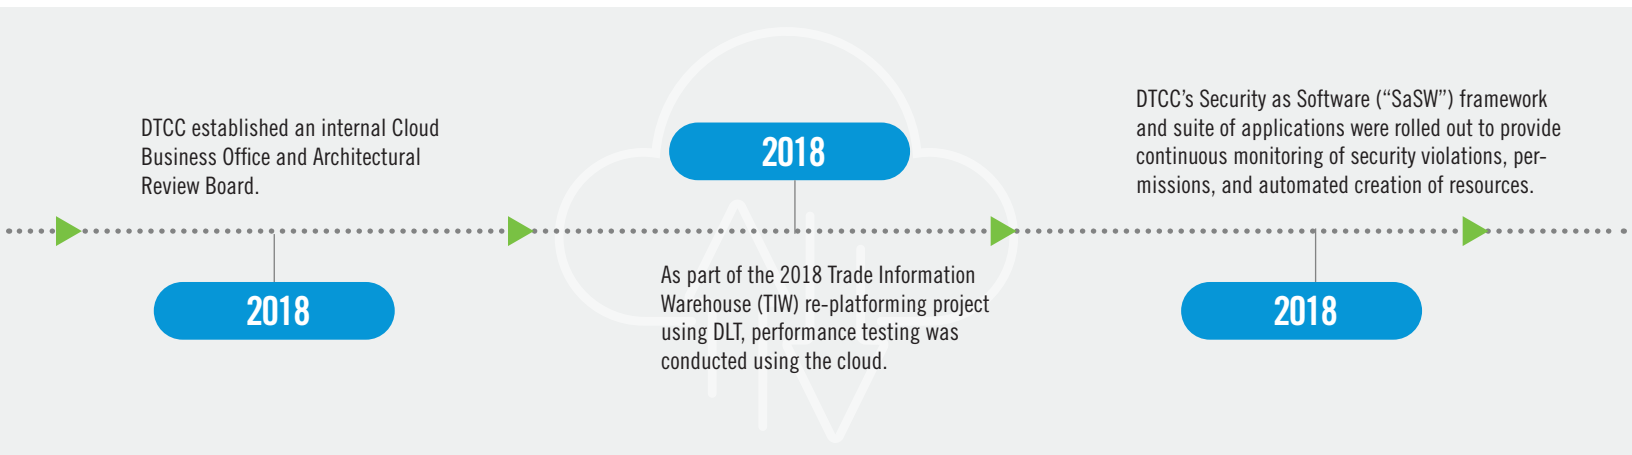 DTCC established an internal Cloud
Business Office and Architectural
Review Board.
2018
2018
As part of the 2018 Trade Information
Warehouse (TIW) re-platforming project
using DLT, performance testing was
conducted using the cloud.
DTCC’s Security as Software (“SaSW”) framework
and suite of applications were rolled out to provide
continuous monitoring of security violations, per-
missions, and automated creation of resources.
2018